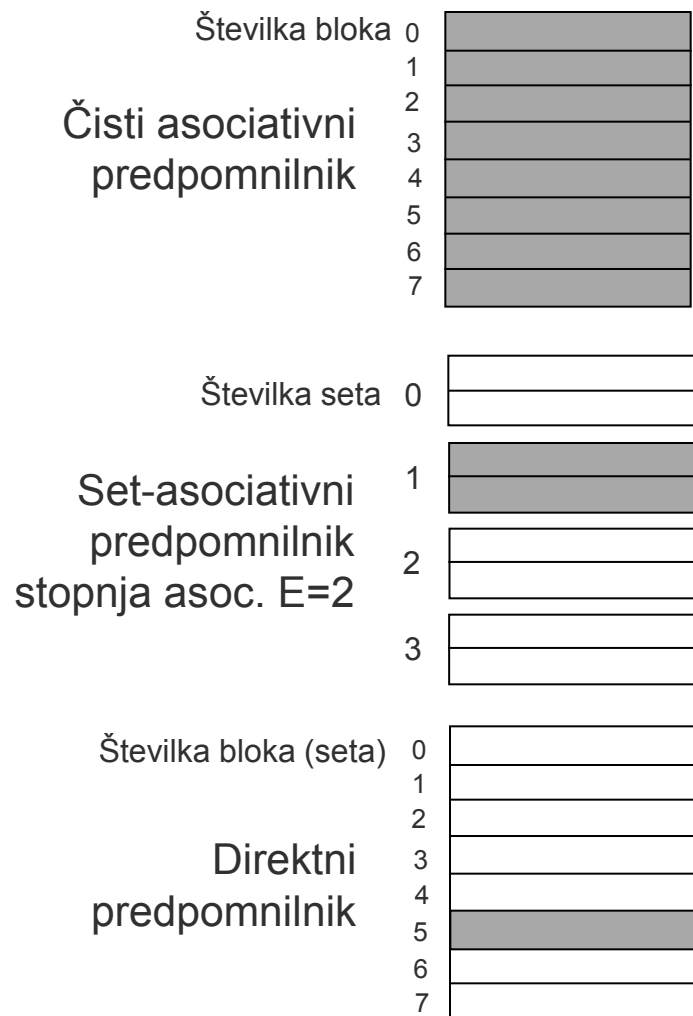 Številka bloka 0
1
2
3
4
5
6
7
Čisti asociativni
predpomnilnik
Številka seta 0
1
2
3
Set-asociativni
predpomnilnik
stopnja asoc. E=2
Številka bloka (seta) 0
1
2
3
4
5
6
7
Direktni
predpomnilnik